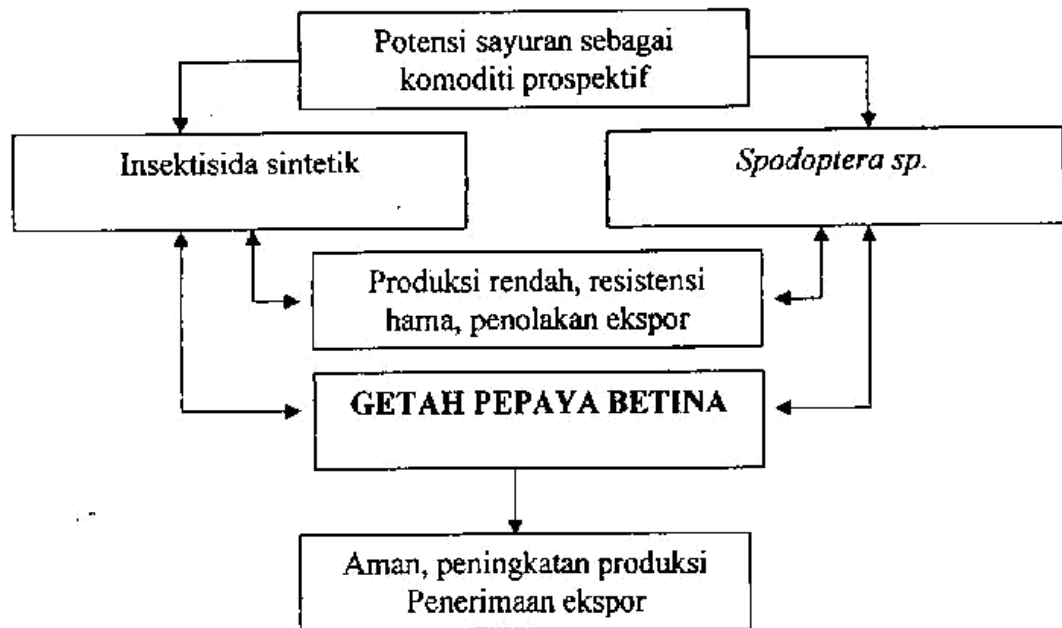 Potensi sayuran sebagai
komoditi prospektif
Insektisida sintetik
Spodoptera sp.
Produksi rendah, resistensi
hama, penolakan ekspor
GETAH PEPAYA BETINA
Aman, peningkatan produksi
Penerimaan ekspor